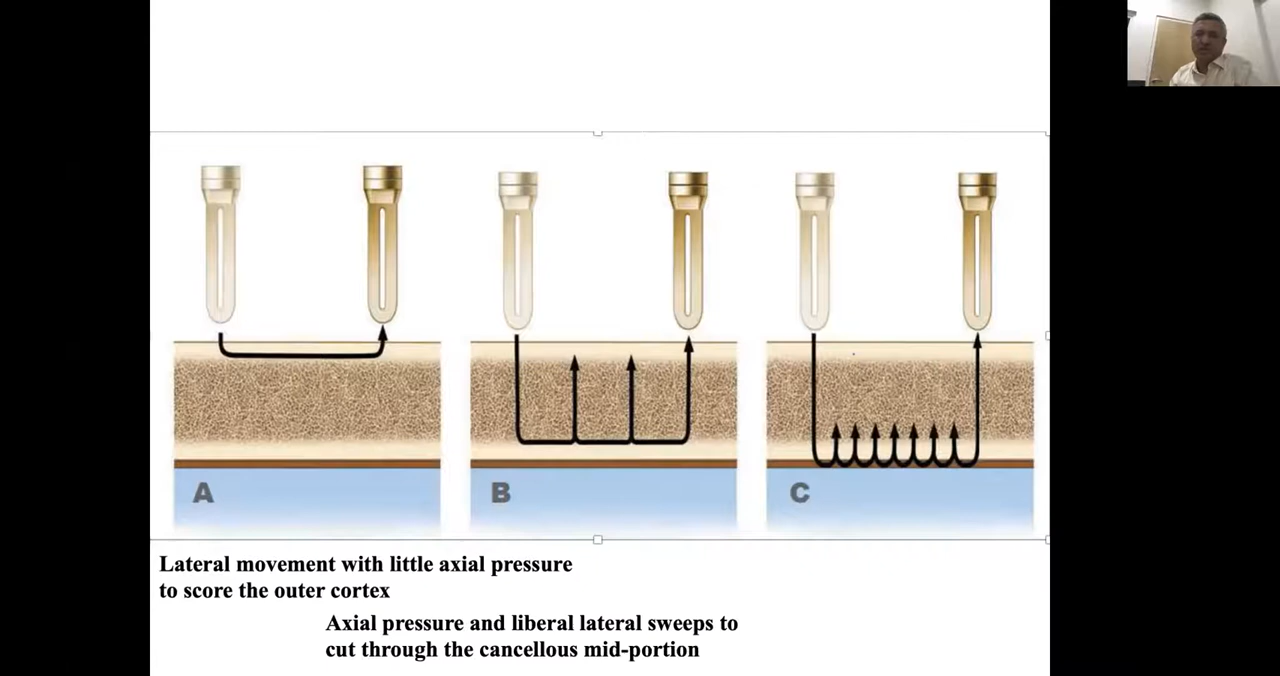 A
B
C
Lateral movement with little axial pressure
to score the outer cortex
Axial pressure and liberal lateral sweeps to
cut through the cancellous mid-portion